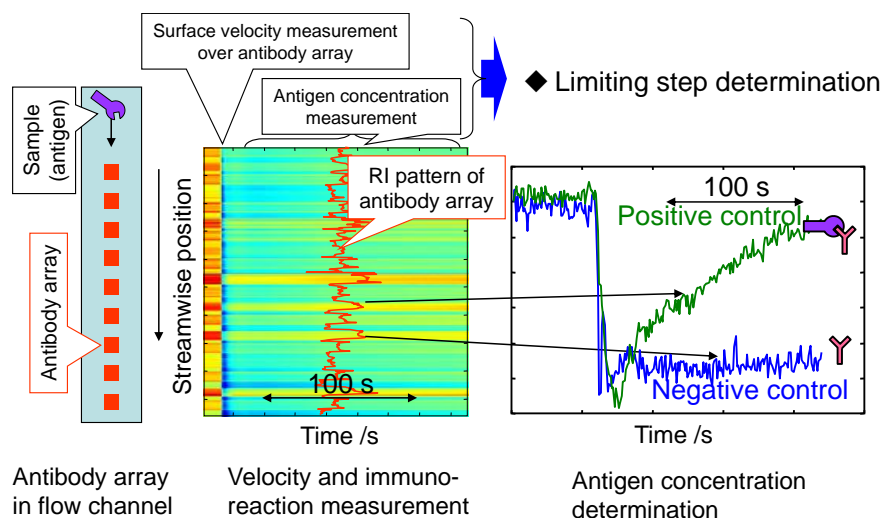 Surface velocity measurement
over antibody array
Antigen concentration
measurement
◆ Limiting step determination
Sample
(antigen)
Antibody array
Streamwise position
RI pattern of
antibody array
100 s
Time /s
100 s
Positive control
Negative control
Time /s
Antibody array
in flow channel
Velocity and immuno-
reaction measurement
Antigen concentration
determination